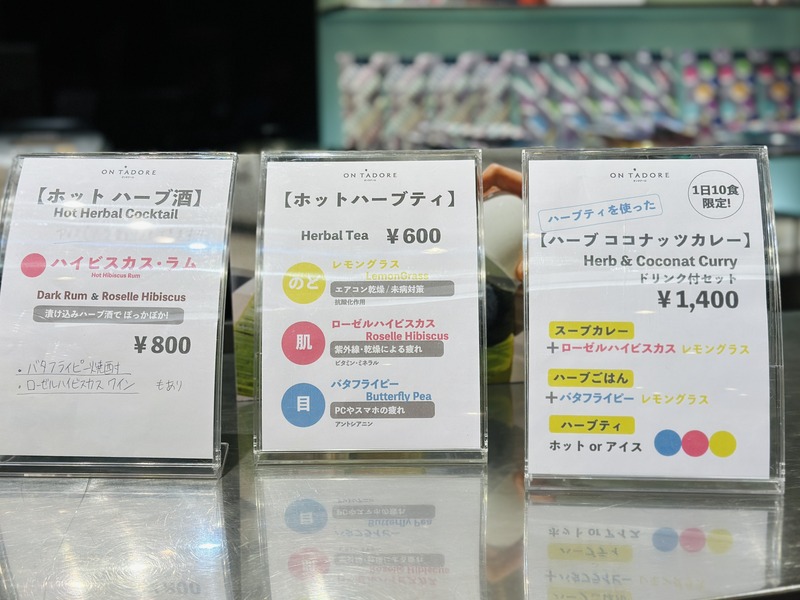 ON TADORE
【ホット ハーブ酒】
Hot Herbal Cocktail
ハイビスカス・ラム
Hot Hibiscus Rum
Dark Rum & Roselle Hibiscus
漬け込みハーブ酒で ぽっかぽか!
¥800
・バタフライピー焼酎
・ローゼルハイビスカス ワイン もあり
ON TADORE
【ホットハーブティ】
Herbal Tea ¥600
のど
レモングラス
LemonGrass
エアコン乾燥 / 未病対策
抗酸化作用
肌
ローゼルハイビスカス
Roselle Hibiscus
紫外線・乾燥による疲れ
ビタミン・ミネラル
目
バタフライピー
Butterfly Pea
PCやスマホの疲れ
アントシアニン
ON TADORE
1日10食
限定!
ハーブティを使った
【ハーブ ココナッツカレー】
Herb & Coconat Curry
ドリンク付セット
¥1,400
スープカレー
+ローゼルハイビスカス レモングラス
ハーブごはん
+バタフライピー レモングラス
ハーブティ
ホット or アイス